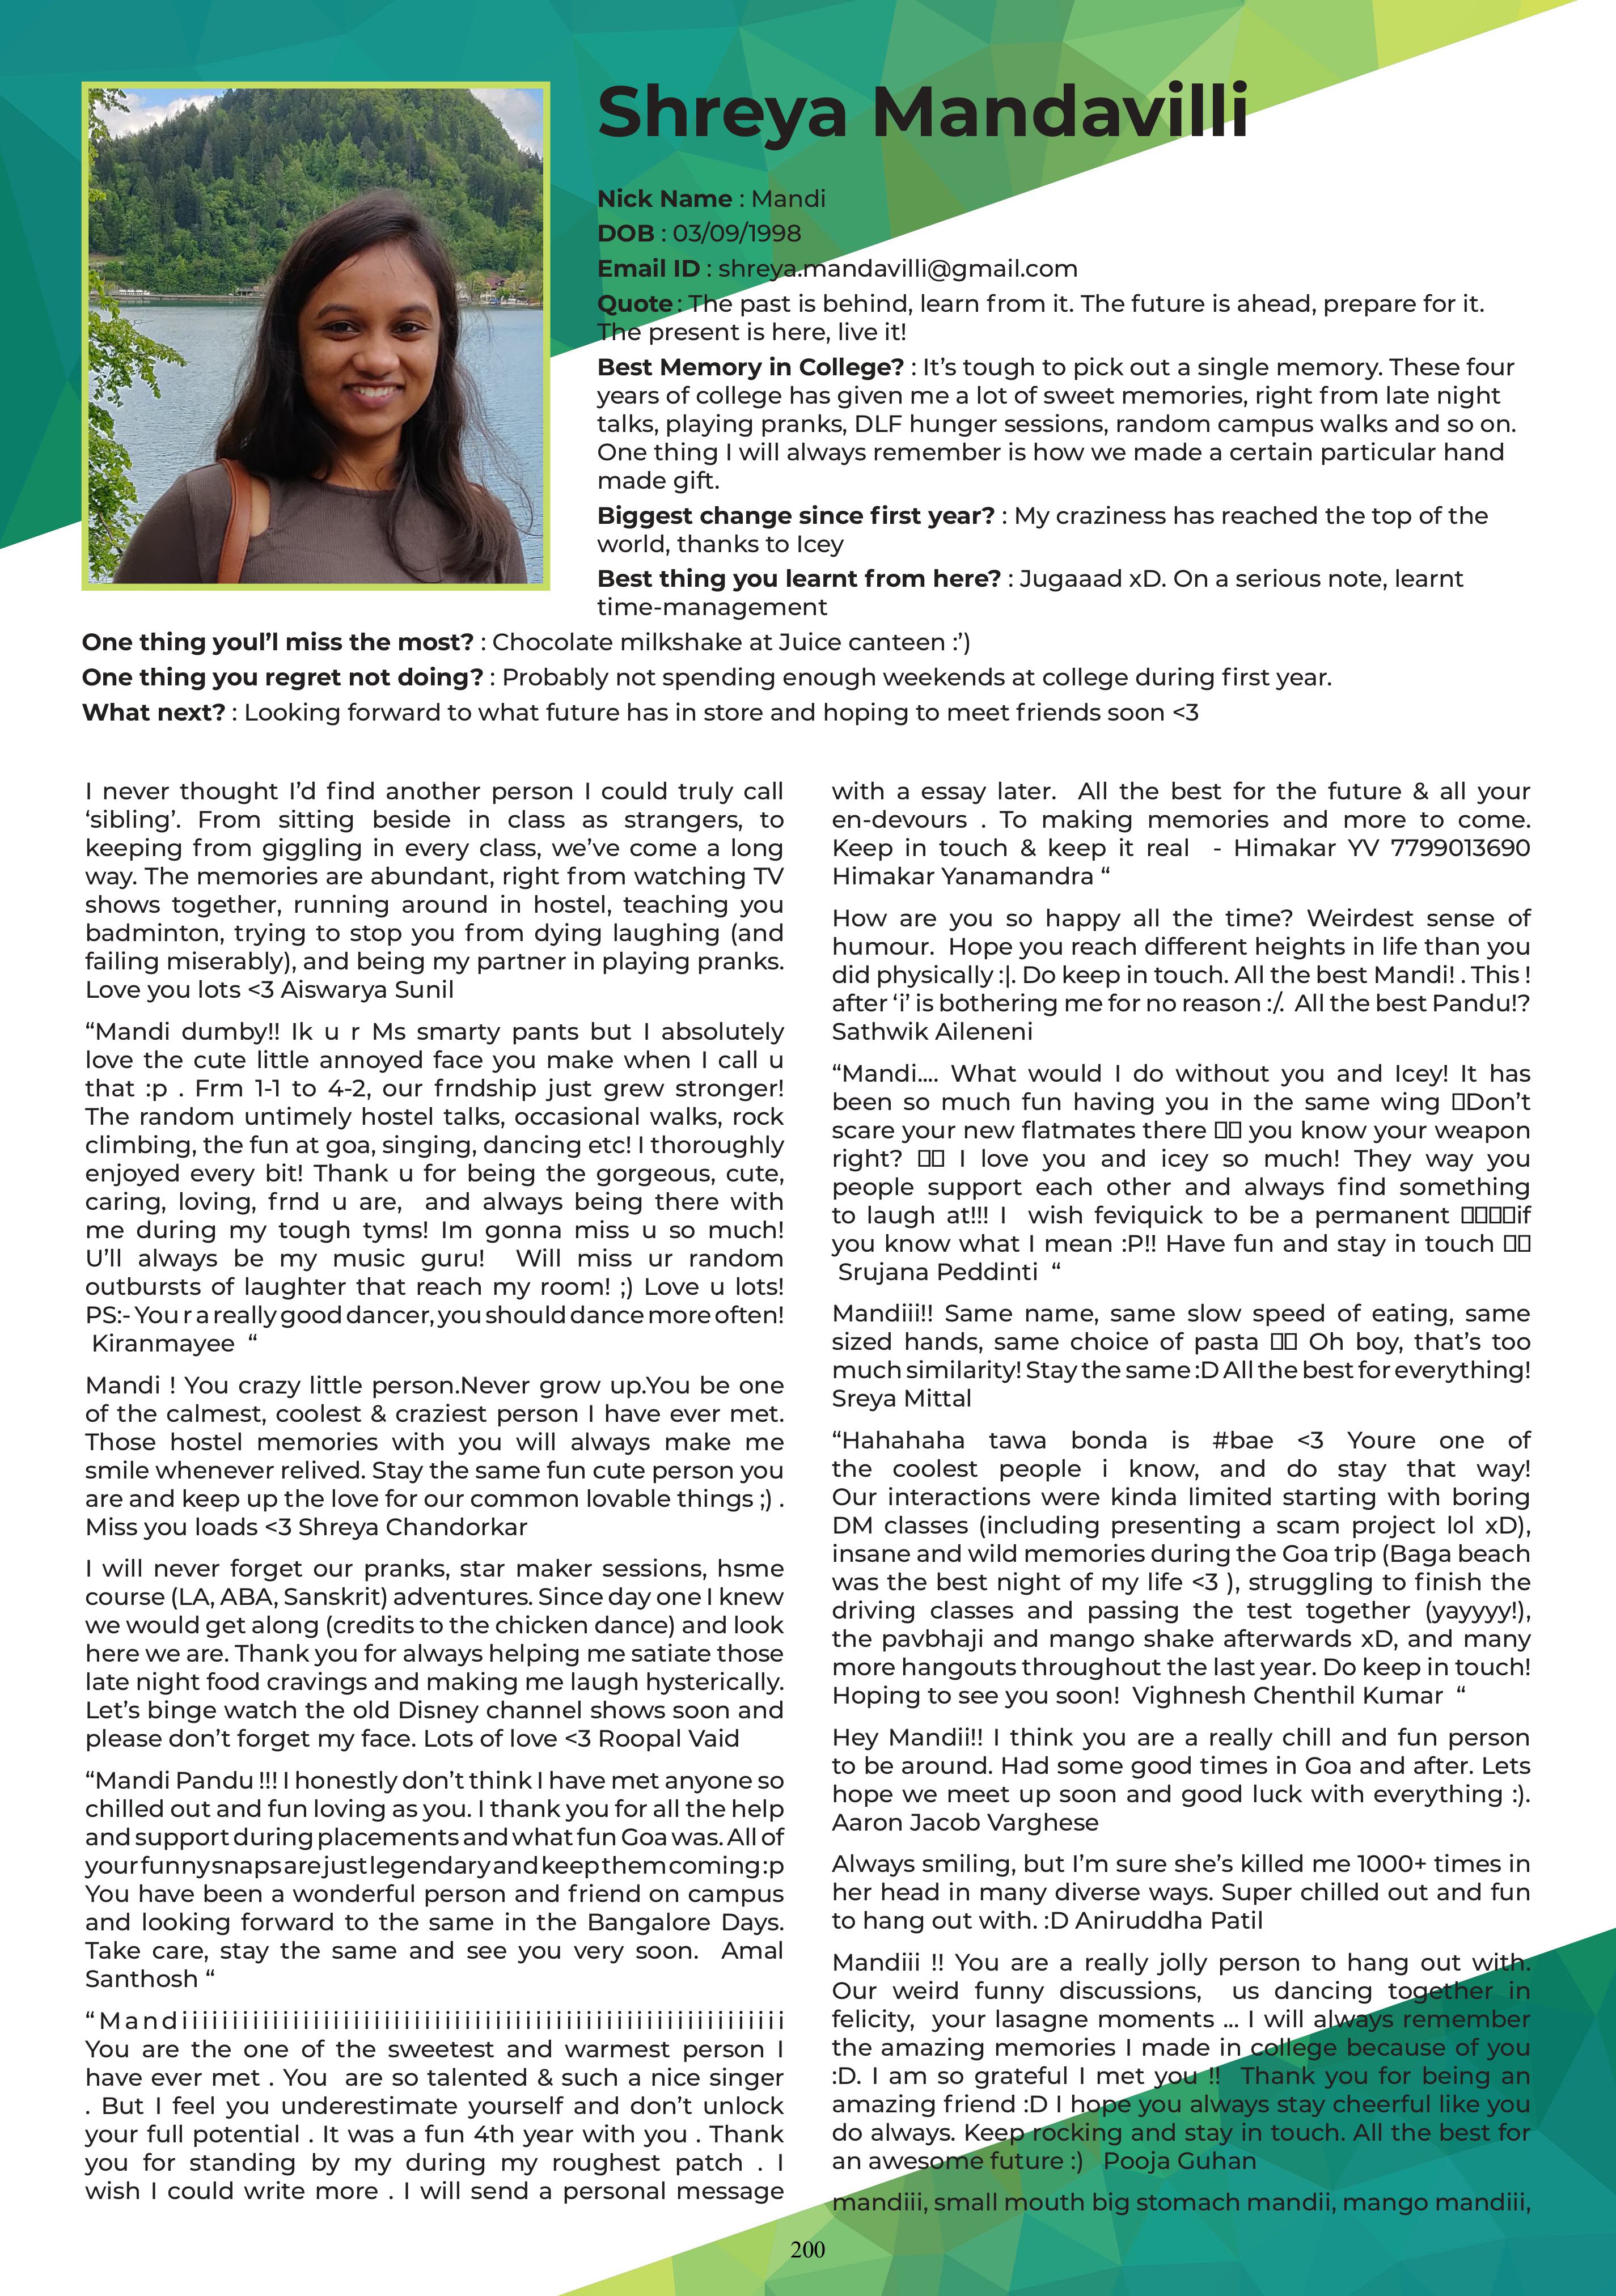 Shreya Mandavilli
Nick Name : Mandi
DOB : 03/09/1998
Email ID : shreya.mandavilli@gmail.com
Quote : The past is behind, learn from it. The future is ahead, prepare for it.
The present is here, live it!
Best Memory in College? : It’s tough to pick out a single memory. These four
years of college has given me a lot of sweet memories, right from late night
talks, playing pranks, DLF hunger sessions, random campus walks and so on.
One thing I will always remember is how we made a certain particular hand
made gift.
Biggest change since first year? : My craziness has reached the top of the
world, thanks to Icey
Best thing you learnt from here? : Jugaaad xD. On a serious note, learnt
time-management
One thing youl’l miss the most? : Chocolate milkshake at Juice canteen :’)
One thing you regret not doing? : Probably not spending enough weekends at college during first year.
What next? : Looking forward to what future has in store and hoping to meet friends soon <3
I never thought I’d find another person I could truly call
‘sibling’. From sitting beside in class as strangers, to
keeping from giggling in every class, we’ve come a long
way. The memories are abundant, right from watching TV
shows together, running around in hostel, teaching you
badminton, trying to stop you from dying laughing (and
failing miserably), and being my partner in playing pranks.
Love you lots <3 Aiswarya Sunil
“Mandi dumby!! Ik u r Ms smarty pants but I absolutely
love the cute little annoyed face you make when I call u
that :p . Frm 1-1 to 4-2, our frndship just grew stronger!
The random untimely hostel talks, occasional walks, rock
climbing, the fun at goa, singing, dancing etc! I thoroughly
enjoyed every bit! Thank u for being the gorgeous, cute,
caring, loving, frnd u are, and always being there with
me during my tough tyms! Im gonna miss u so much!
U’ll always be my music guru! Will miss ur random
outbursts of laughter that reach my room! ;) Love u lots!
PS:- You r a really good dancer, you should dance more often!
Kiranmayee “
Mandi ! You crazy little person.Never grow up.You be one
of the calmest, coolest & craziest person I have ever met.
Those hostel memories with you will always make me
smile whenever relived. Stay the same fun cute person you
are and keep up the love for our common lovable things ;) .
Miss you loads <3 Shreya Chandorkar
I will never forget our pranks, star maker sessions, hsme
course (LA, ABA, Sanskrit) adventures. Since day one I knew
we would get along (credits to the chicken dance) and look
here we are. Thank you for always helping me satiate those
late night food cravings and making me laugh hysterically.
Let’s binge watch the old Disney channel shows soon and
please don’t forget my face. Lots of love <3 Roopal Vaid
“Mandi Pandu !!! I honestly don’t think I have met anyone so
chilled out and fun loving as you. I thank you for all the help
and support during placements and what fun Goa was. All of
your funny snaps are just legendary and keep them coming :p
You have been a wonderful person and friend on campus
and looking forward to the same in the Bangalore Days.
Take care, stay the same and see you very soon. Amal
Santhosh “
“Mandiiiiiiiiiiiiiiiiiiiiiiiiiiiiiiiiiiiiiiiiiiiiiiiiiiiiiiiiiiiiii
You are the one of the sweetest and warmest person I
have ever met . You are so talented & such a nice singer
. But I feel you underestimate yourself and don’t unlock
your full potential . It was a fun 4th year with you . Thank
you for standing by my during my roughest patch . I
wish I could write more . I will send a personal message
with a essay later. All the best for the future & all your
en-devours . To making memories and more to come.
Keep in touch & keep it real - Himakar YV 7799013690
Himakar Yanamandra “
How are you so happy all the time? Weirdest sense of
humour. Hope you reach different heights in life than you
did physically :|. Do keep in touch. All the best Mandi! . This !
after ‘i’ is bothering me for no reason :/. All the best Pandu!?
Sathwik Aileneni
“Mandi.... What would I do without you and Icey! It has
been so much fun having you in the same wing □Don’t
scare your new flatmates there □□ you know your weapon
right? □□ I love you and icey so much! They way you
people support each other and always find something
to laugh at!!! I wish feviquick to be a permanent □□□□if
you know what I mean :P!! Have fun and stay in touch □□
Srujana Peddinti “
Mandiii!! Same name, same slow speed of eating, same
sized hands, same choice of pasta □□ Oh boy, that’s too
much similarity! Stay the same :D All the best for everything!
Sreya Mittal
“Hahahaha tawa bonda is #bae <3 Youre one of
the coolest people i know, and do stay that way!
Our interactions were kinda limited starting with boring
DM classes (including presenting a scam project lol xD),
insane and wild memories during the Goa trip (Baga beach
was the best night of my life <3 ), struggling to finish the
driving classes and passing the test together (yayyyy!),
the pavbhaji and mango shake afterwards xD, and many
more hangouts throughout the last year. Do keep in touch!
Hoping to see you soon! Vighnesh Chenthil Kumar “
Hey Mandii!! I think you are a really chill and fun person
to be around. Had some good times in Goa and after. Lets
hope we meet up soon and good luck with everything :).
Aaron Jacob Varghese
Always smiling, but I’m sure she’s killed me 1000+ times in
her head in many diverse ways. Super chilled out and fun
to hang out with. :D Aniruddha Patil
Mandiii !! You are a really jolly person to hang out with.
Our weird funny discussions, us dancing together in
felicity, your lasagne moments ... I will always remember
the amazing memories I made in college because of you
:D. I am so grateful I met you !! Thank you for being an
amazing friend :D I hope you always stay cheerful like you
do always. Keep rocking and stay in touch. All the best for
an awesome future :) Pooja Guhan
mandiii, small mouth big stomach mandii, mango mandiii,
200